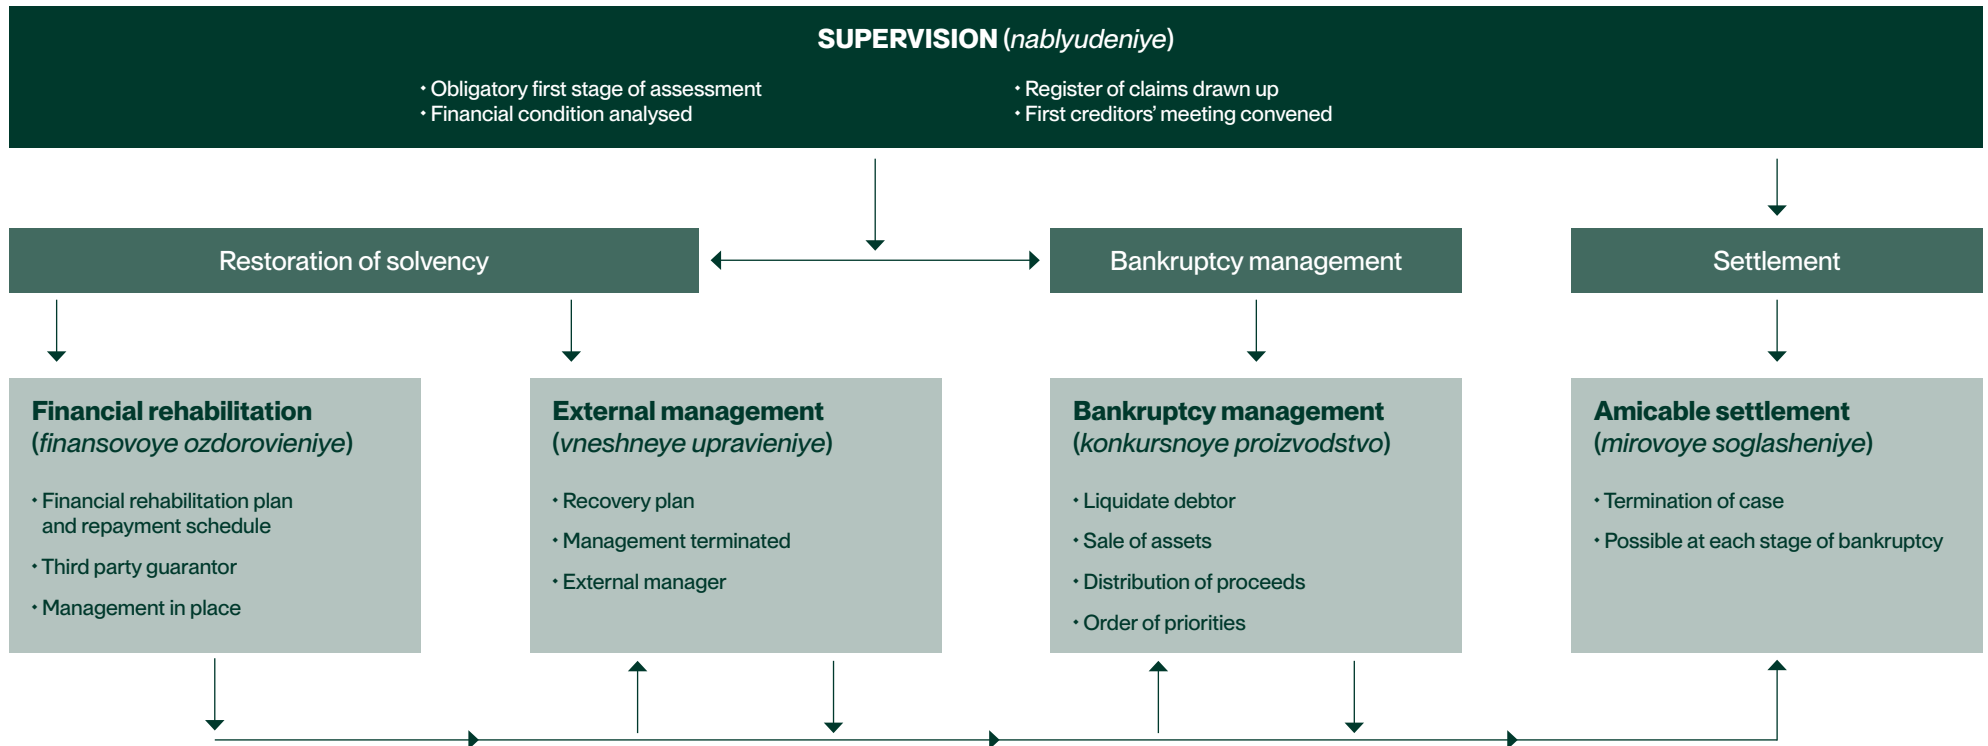 SUPERVISION (nablyudeniye)
• Obligatory first stage of assessment
• Financial condition analysed
• Register of claims drawn up
• First creditors’ meeting convened
Restoration of solvency
Bankruptcy management
Settlement
Financial rehabilitation
(finansovoye ozdorovieniye)
• Financial rehabilitation plan
and repayment schedule
• Third party guarantor
• Management in place
External management
(vneshneye upravieniye)
• Recovery plan
• Management terminated
• External manager
Bankruptcy management
(konkursnoye proizvodstvo)
• Liquidate debtor
• Sale of assets
• Distribution of proceeds
• Order of priorities
Amicable settlement
(mirovoye soglasheniye)
• Termination of case
• Possible at each stage of bankruptcy